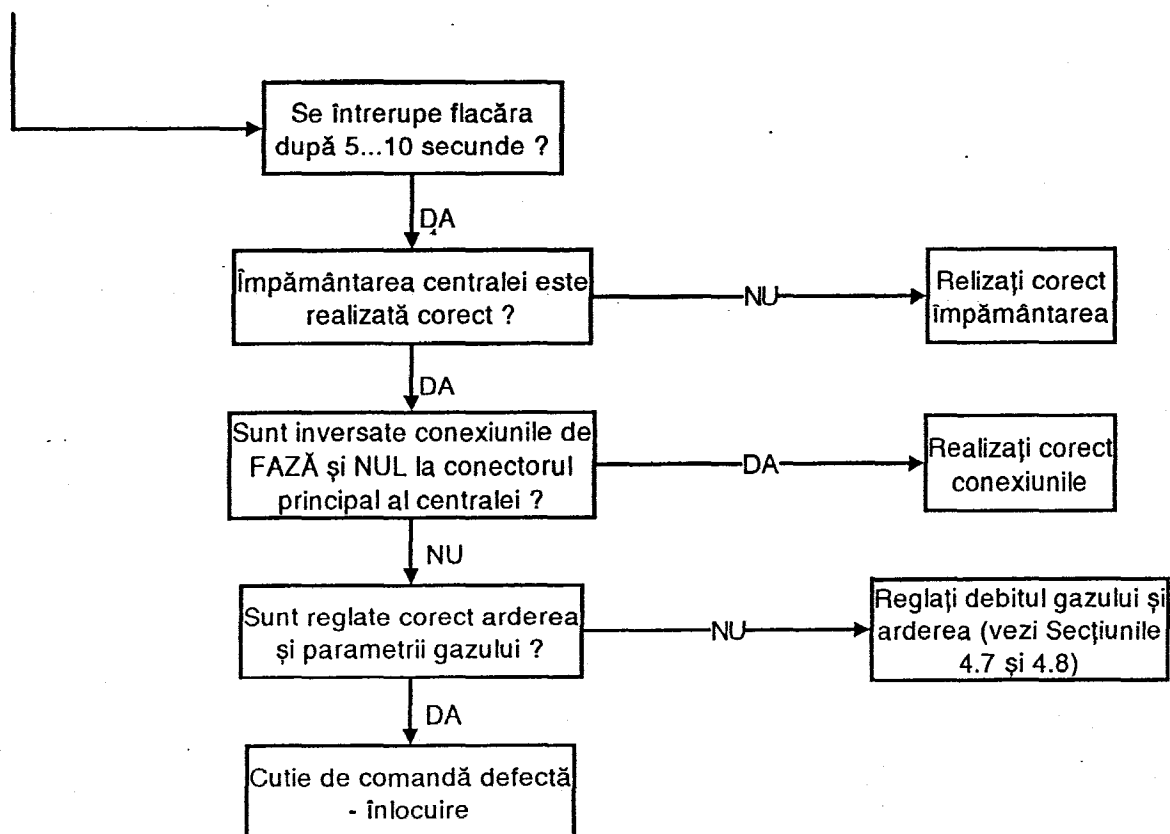 Se întrerupe flacăra
după 5...10 secunde ?
DA
Împământarea centralei este
realizată corect ?
NU
Relizați corect
împământarea
DA
Sunt inversate conexiunile de
FAZĂ și NUL la conectorul
principal al centralei ?
DA
Realizați corect
conexiunile
NU
Sunt reglate corect arderea
și parametrii gazului ?
NU
Reglați debitul gazului și
arderea (vezi Secțiunile
4.7 și 4.8)
DA
Cutie de comandă defectă
- înlocuire